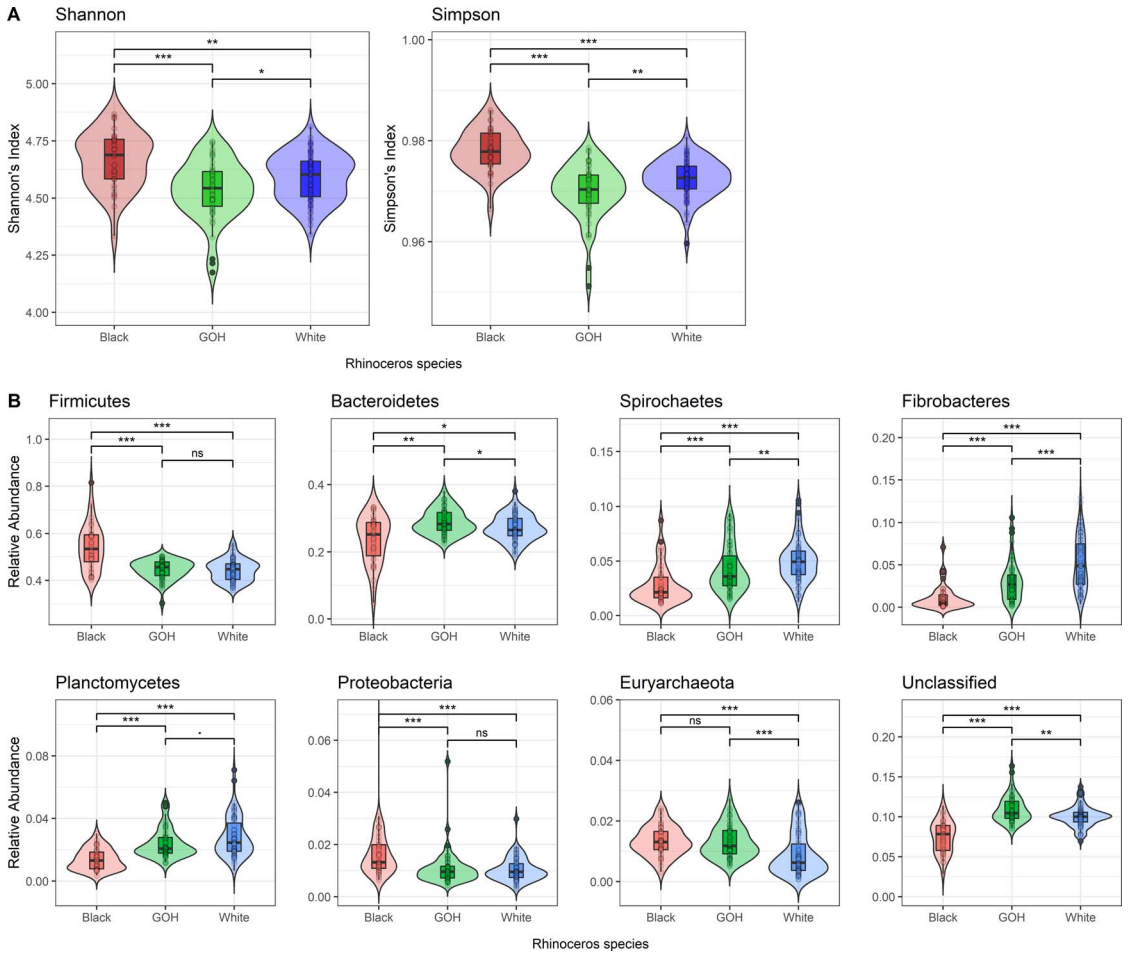 A
Shannon
Simpson
Shannon's Index
5.00
4.75
4.50
4.25
4.00
**
***
*
Black
GOH
White
Simpson's Index
1.00
0.98
0.96
***
***
**
Black
GOH
White
Rhinoceros species
B
Firmicutes
Bacteroidetes
Spirochaetes
Fibrobacteres
Relative Abundance
1.0
0.8
0.6
0.4
***
***
ns
Black
GOH
White
0.4
0.2
0.0
*
**
*
Black
GOH
White
0.15
0.10
0.05
0.00
***
***
**
Black
GOH
White
0.20
0.15
0.10
0.05
0.00
***
***
***
Black
GOH
White
Planctomycetes
Proteobacteria
Euryarchaeota
Unclassified
Relative Abundance
0.08
0.04
0.00
***
***
.
Black
GOH
White
0.06
0.04
0.02
0.00
***
***
ns
Black
GOH
White
0.06
0.04
0.02
0.00
***
ns
***
Black
GOH
White
0.20
0.15
0.10
0.05
***
***
**
Black
GOH
White
Rhinoceros species